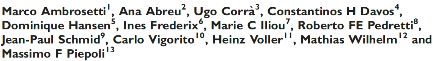 Marco Ambrosetti¹, Ana Abreu², Ugo Corrà³, Constantinos H Davos⁴,
Dominique Hansen⁵, Ines Frederix⁶, Marie C Iliou⁷, Roberto FE Pedretti⁸,
Jean-Paul Schmid⁹, Carlo Vigorito¹⁰, Heinz Voller¹¹, Mathias Wilhelm¹² and
Massimo F Piepoli¹³